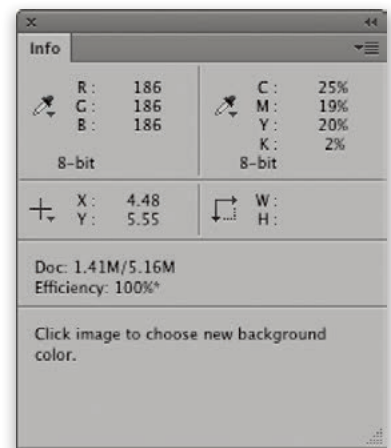 Info
R: 186
G: 186
B: 186
8-bit
C: 25%
M: 19%
Y: 20%
K: 2%
8-bit
X: 4.48
Y: 5.55
W:
H:
Doc: 1.41M/5.16M
Efficiency: 100%*
Click image to choose new background
color.